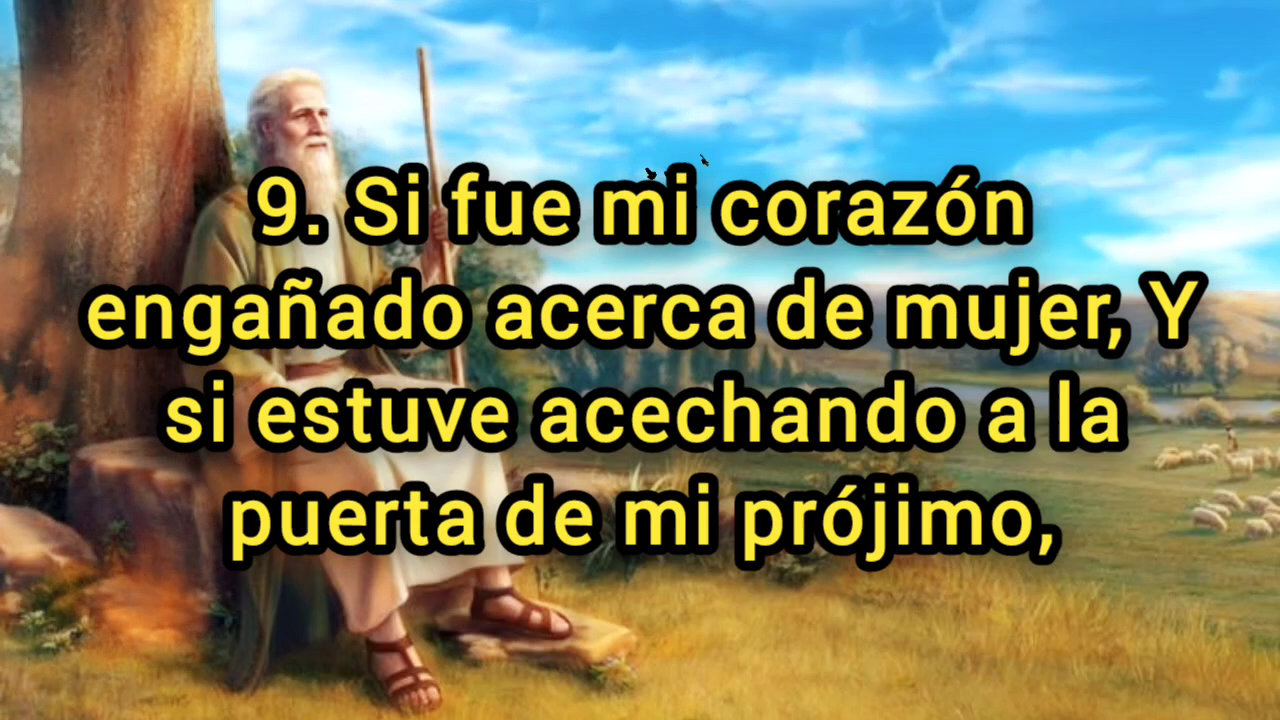 9. Si fue mi corazón
engañado acerca de mujer, Y
si estuve acechando a la
puerta de mi prójimo,